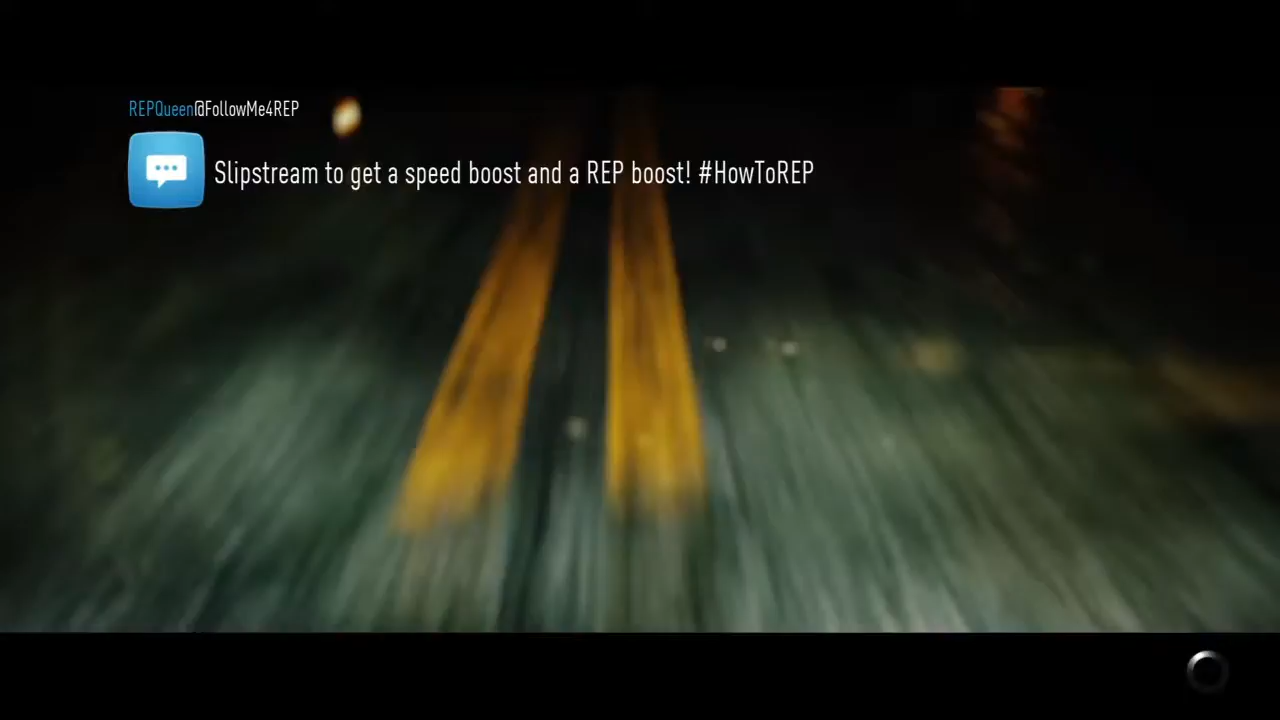 REPQueen@FollowMe4REP
Slipstream to get a speed boost and a REP boost! #HowToREP